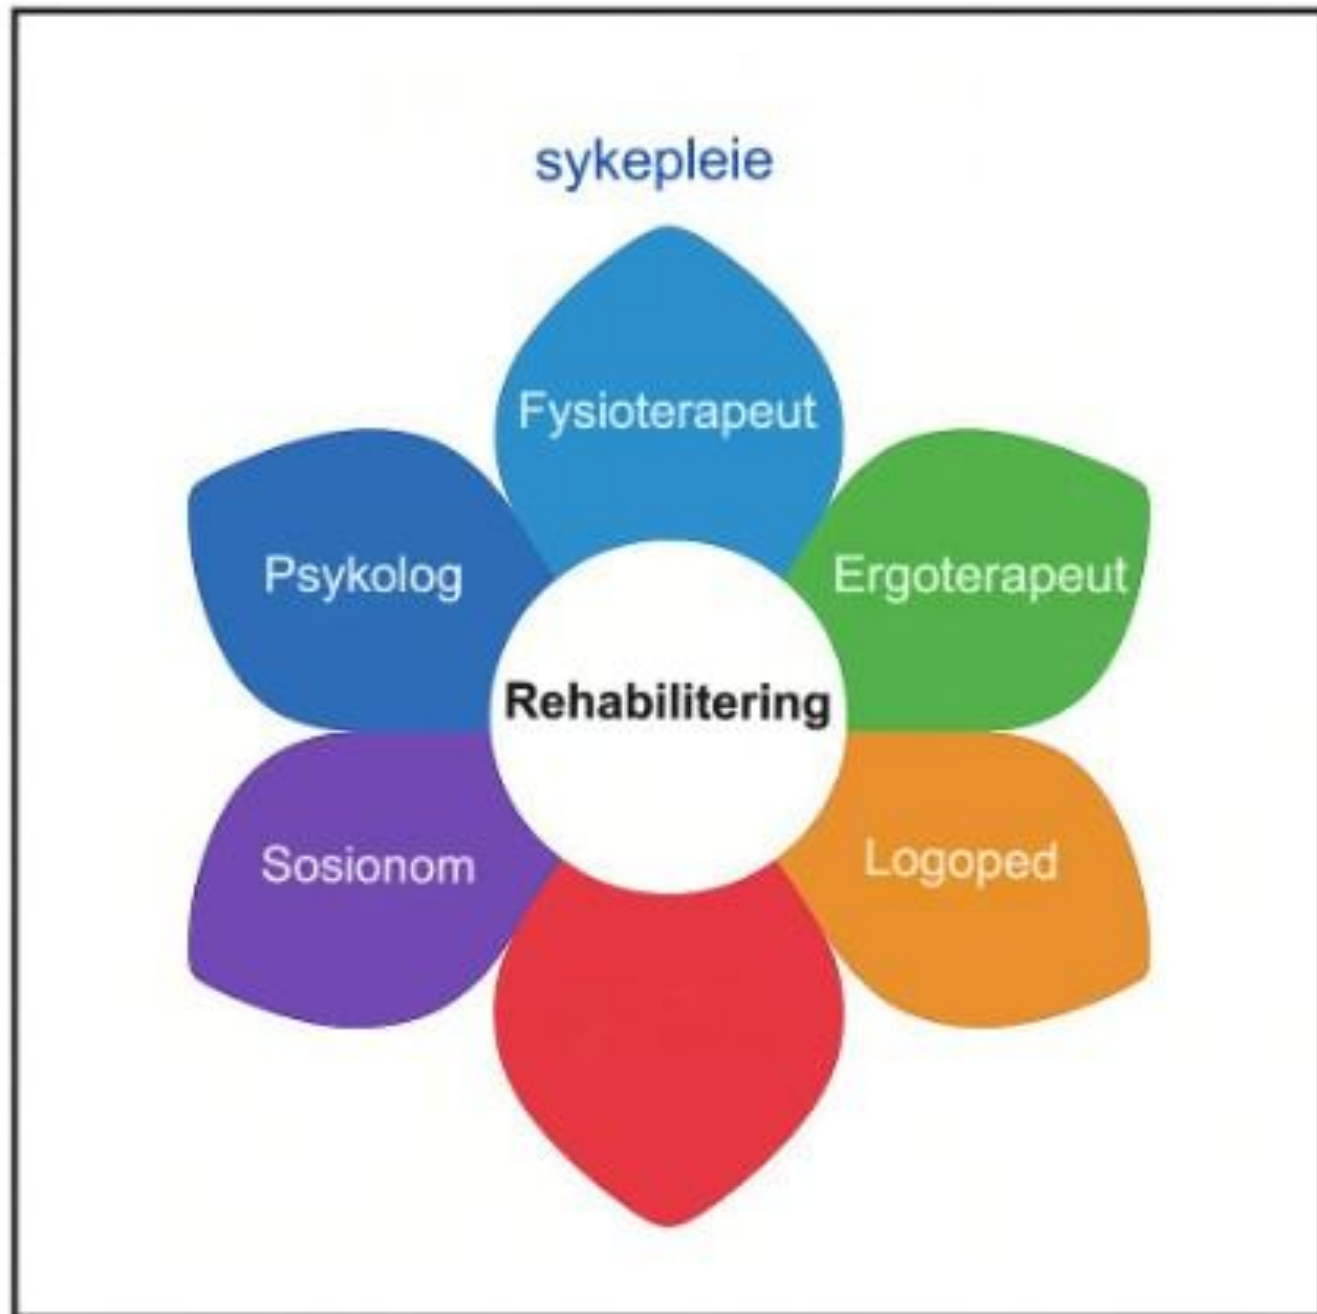 sykepleie
Fysioterapeut
Psykolog
Ergoterapeut
Rehabilitering
Sosionom
Logoped